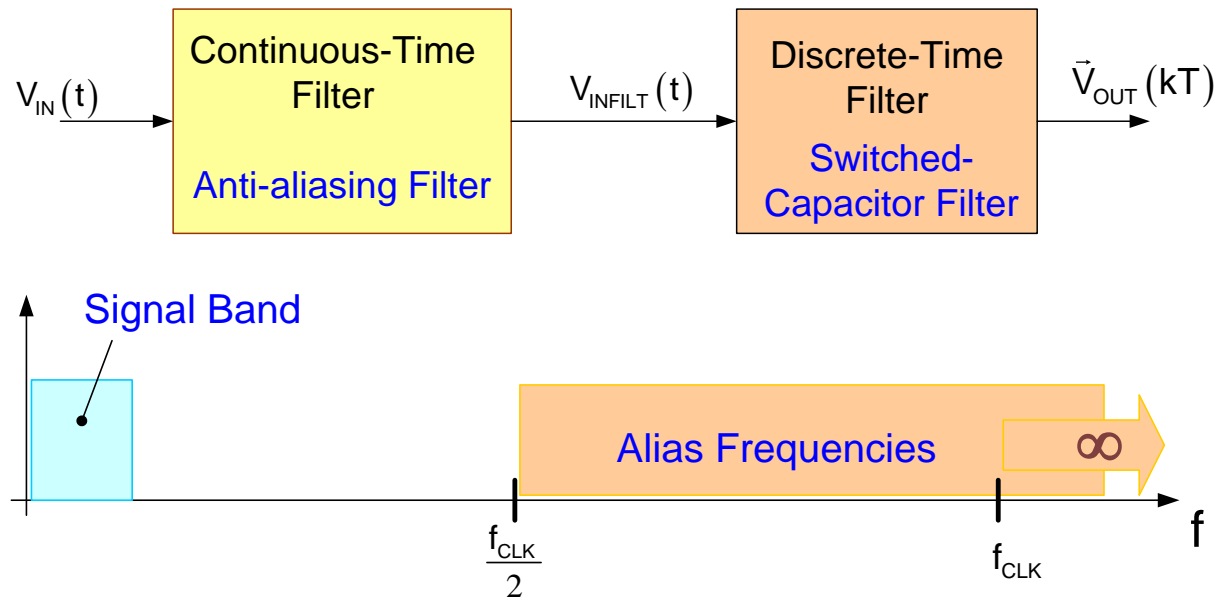 V_IN(t)
Continuous-Time
Filter
Anti-aliasing Filter
V_INFILT(t)
Discrete-Time
Filter
Switched-
Capacitor Filter
V⃗_OUT(kT)
Signal Band
Alias Frequencies
∞
f_CLK
2
f_CLK
f